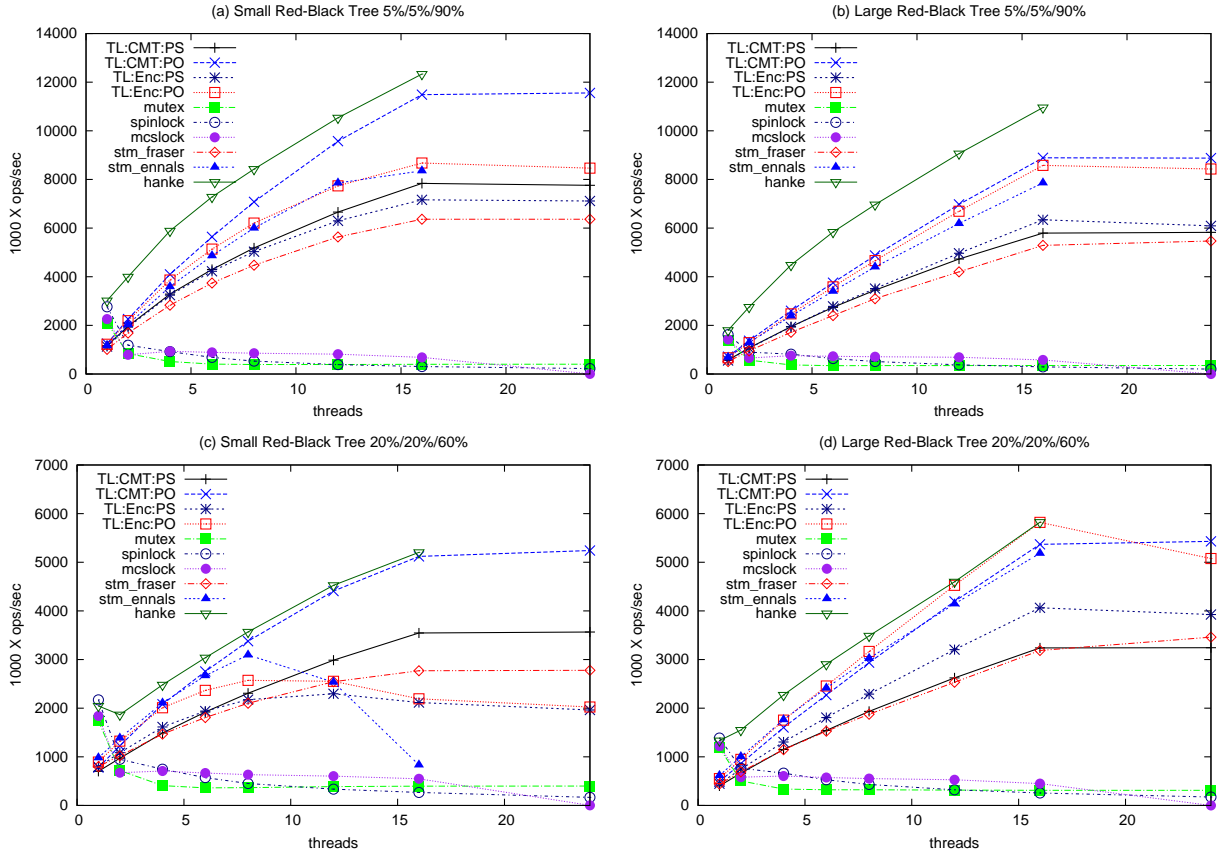 (a) Small Red-Black Tree 5%/5%/90%
14000
12000
10000
8000
6000
4000
2000
0
1000 X ops/sec
TL:CMT:PS
TL:CMT:PO
TL:Enc:PS
TL:Enc:PO
mutex
spinlock
mcslock
stm_fraser
stm_ennals
hanke
0 5 10 15 20
threads
(b) Large Red-Black Tree 5%/5%/90%
14000
12000
10000
8000
6000
4000
2000
0
1000 X ops/sec
TL:CMT:PS
TL:CMT:PO
TL:Enc:PS
TL:Enc:PO
mutex
spinlock
mcslock
stm_fraser
stm_ennals
hanke
0 5 10 15 20
threads
(c) Small Red-Black Tree 20%/20%/60%
7000
6000
5000
4000
3000
2000
1000
0
1000 X ops/sec
TL:CMT:PS
TL:CMT:PO
TL:Enc:PS
TL:Enc:PO
mutex
spinlock
mcslock
stm_fraser
stm_ennals
hanke
0 5 10 15 20
threads
(d) Large Red-Black Tree 20%/20%/60%
7000
6000
5000
4000
3000
2000
1000
0
1000 X ops/sec
TL:CMT:PS
TL:CMT:PO
TL:Enc:PS
TL:Enc:PO
mutex
spinlock
mcslock
stm_fraser
stm_ennals
hanke
0 5 10 15 20
threads